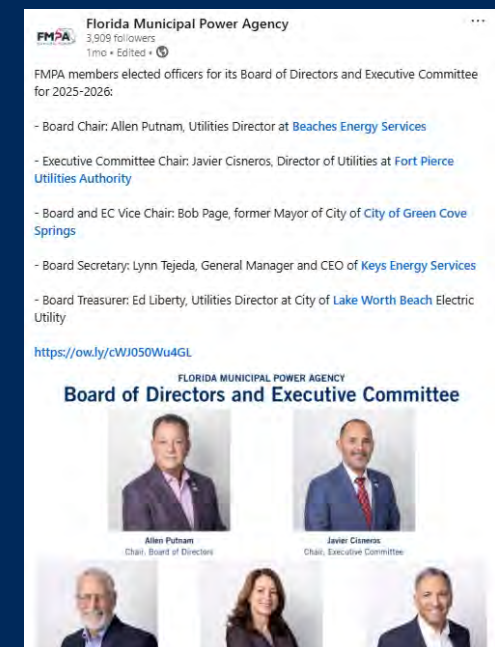 FMPA
Florida Municipal Power Agency
3,909 followers
1mo • Edited •
FMPA members elected officers for its Board of Directors and Executive Committee
for 2025-2026:
- Board Chair: Allen Putnam, Utilities Director at Beaches Energy Services
- Executive Committee Chair: Javier Cisneros, Director of Utilities at Fort Pierce
Utilities Authority
- Board and EC Vice Chair: Bob Page, former Mayor of City of City of Green Cove
Springs
- Board Secretary: Lynn Tejeda, General Manager and CEO of Keys Energy Services
- Board Treasurer: Ed Liberty, Utilities Director at City of Lake Worth Beach Electric
Utility
https://ow.ly/cWJ050Wu4GL
FLORIDA MUNICIPAL POWER AGENCY
Board of Directors and Executive Committee
Allen Putnam
Chair, Board of Directors
Javier Cisneros
Chair, Executive Committee